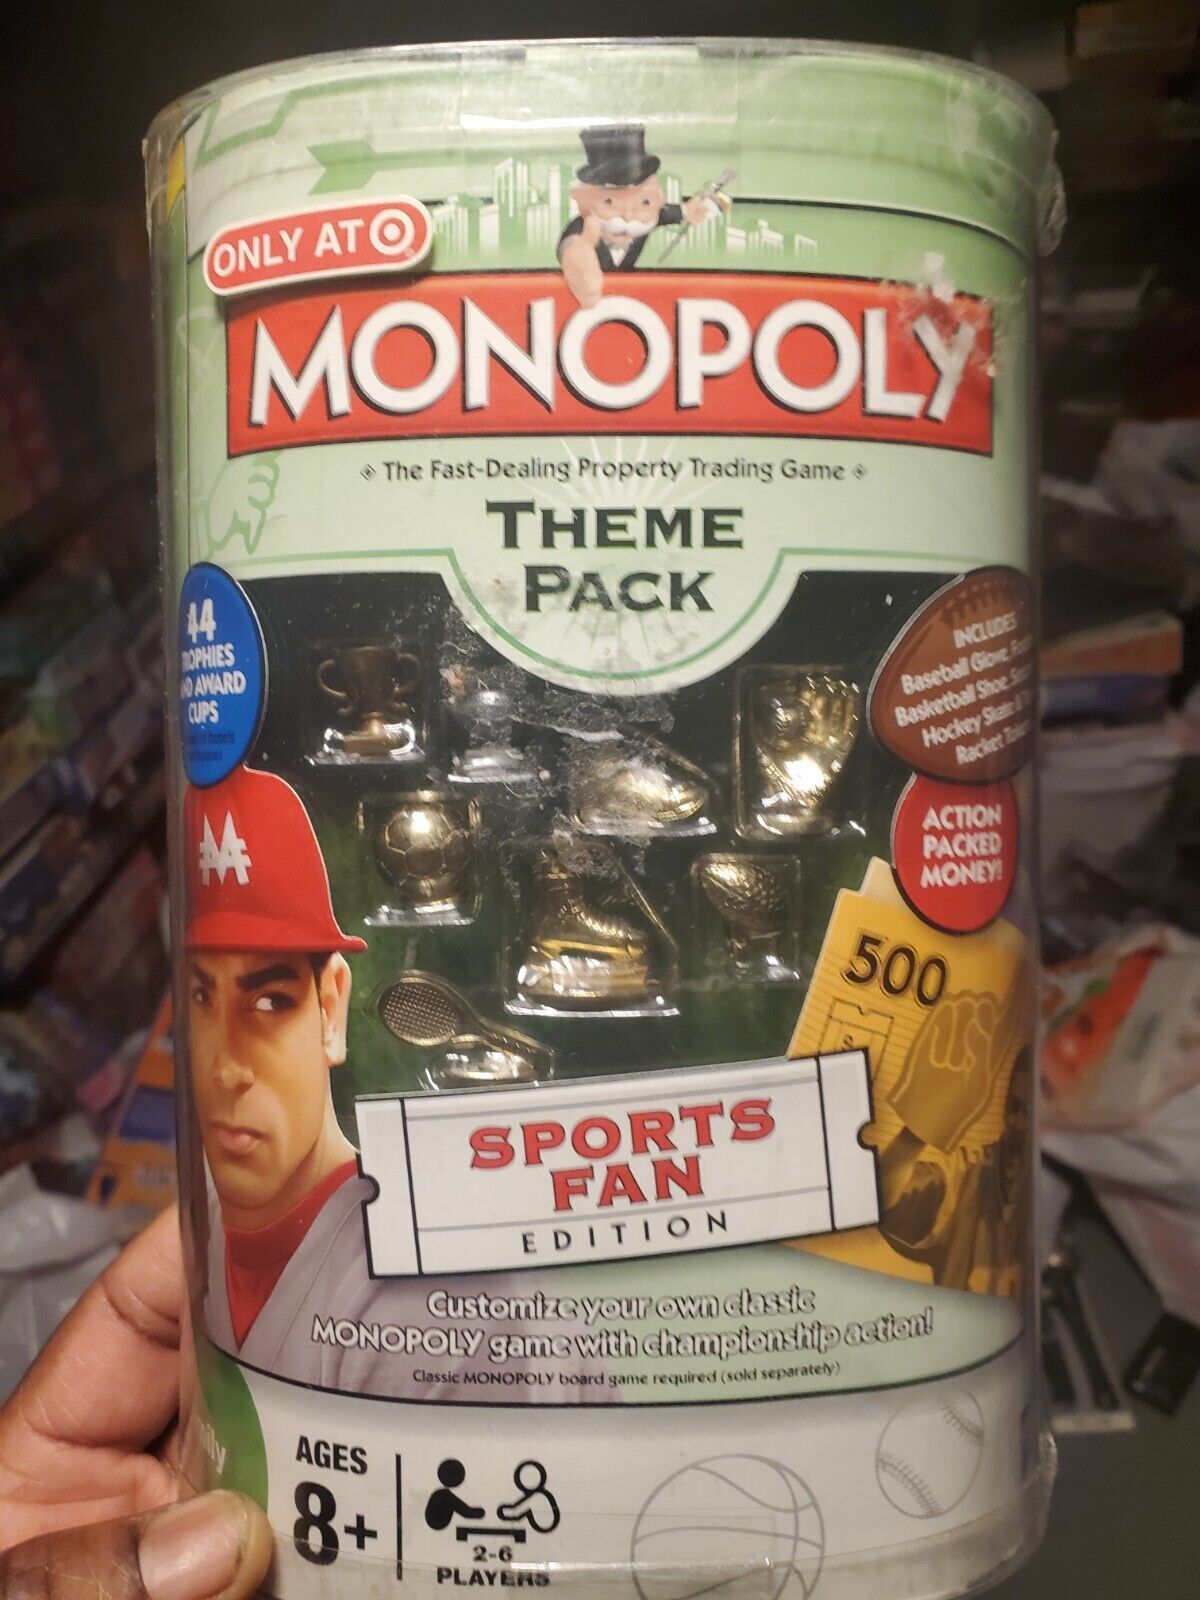 ONLY AT
MONOPOLY
The Fast-Dealing Property Trading Game
THEME
PACK
44
TROPHIES
AND AWARD
CUPS
of hotels
INCLUDES
Baseball Glove,
Basketball Shoe,
Hockey Skate &
Racket
ACTION
PACKED
MONEY!
500
SPORTS
FAN
EDITION
Customize your own classic
MONOPOLY game with championship action!
Classic MONOPOLY board game required (sold separately)
AGES
8+
2-6
PLAYERS